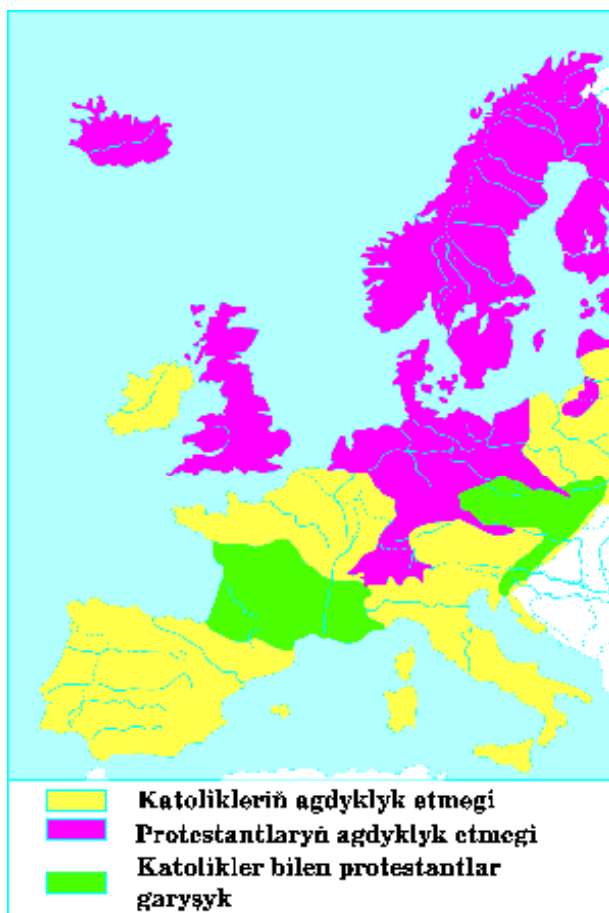 Katolikleriň agdyklyk etmegi
Protestantlaryň agdyklyk etmegi
Katolikler bilen protestantlar
garyşyk